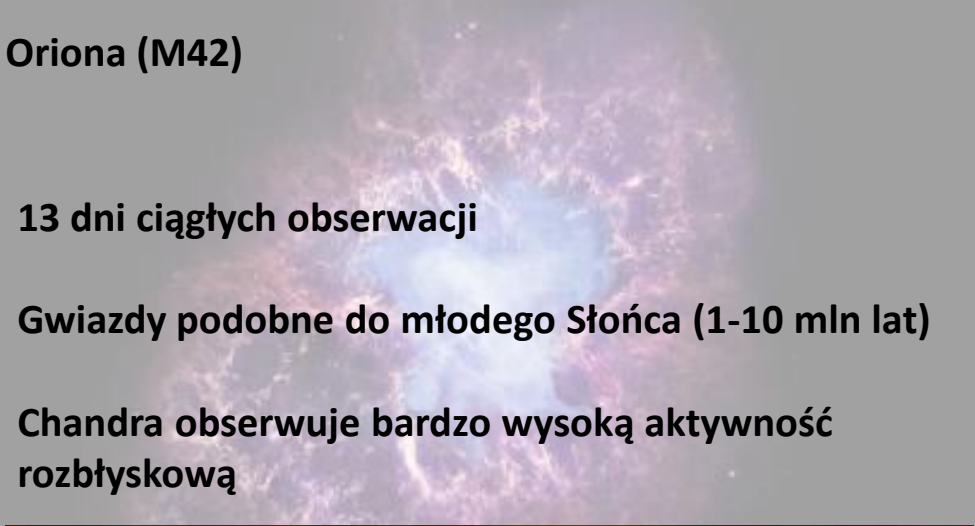 Oriona (M42)
13 dni ciągłych obserwacji
Gwiazdy podobne do młodego Słońca (1-10 mln lat)
Chandra obserwuje bardzo wysoką aktywność
rozbłyskową